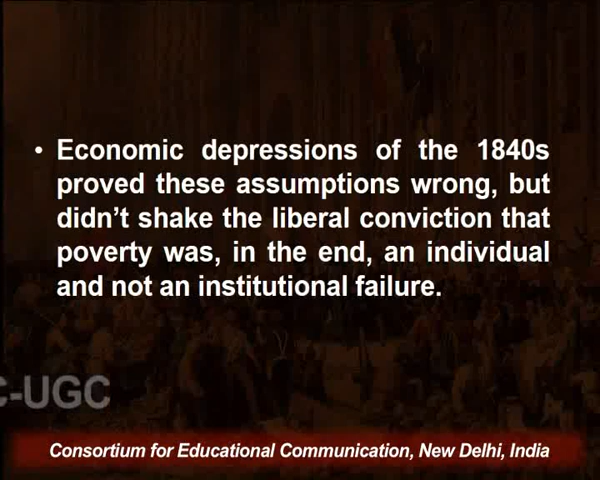 • Economic depressions of the 1840s
proved these assumptions wrong, but
didn't shake the liberal conviction that
poverty was, in the end, an individual
and not an institutional failure.
C-UGC
Consortium for Educational Communication, New Delhi, India